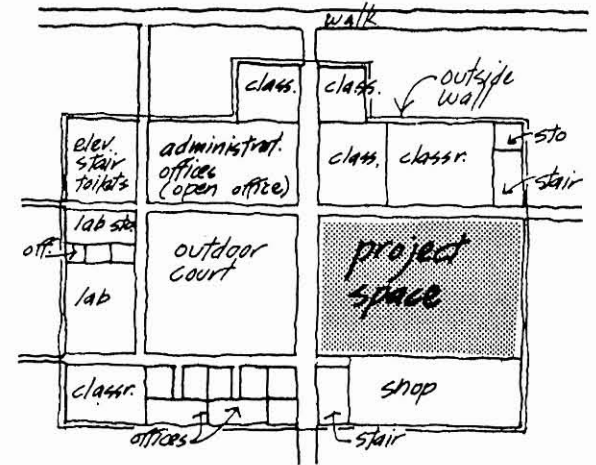 walk
class.
class.
outside
wall
elev.
stair
toilets
administrat.
offices
(open office)
class.
classr.
sto
stair
lab sto.
off.
outdoor
court
project
space
lab
classr.
shop
offices
stair